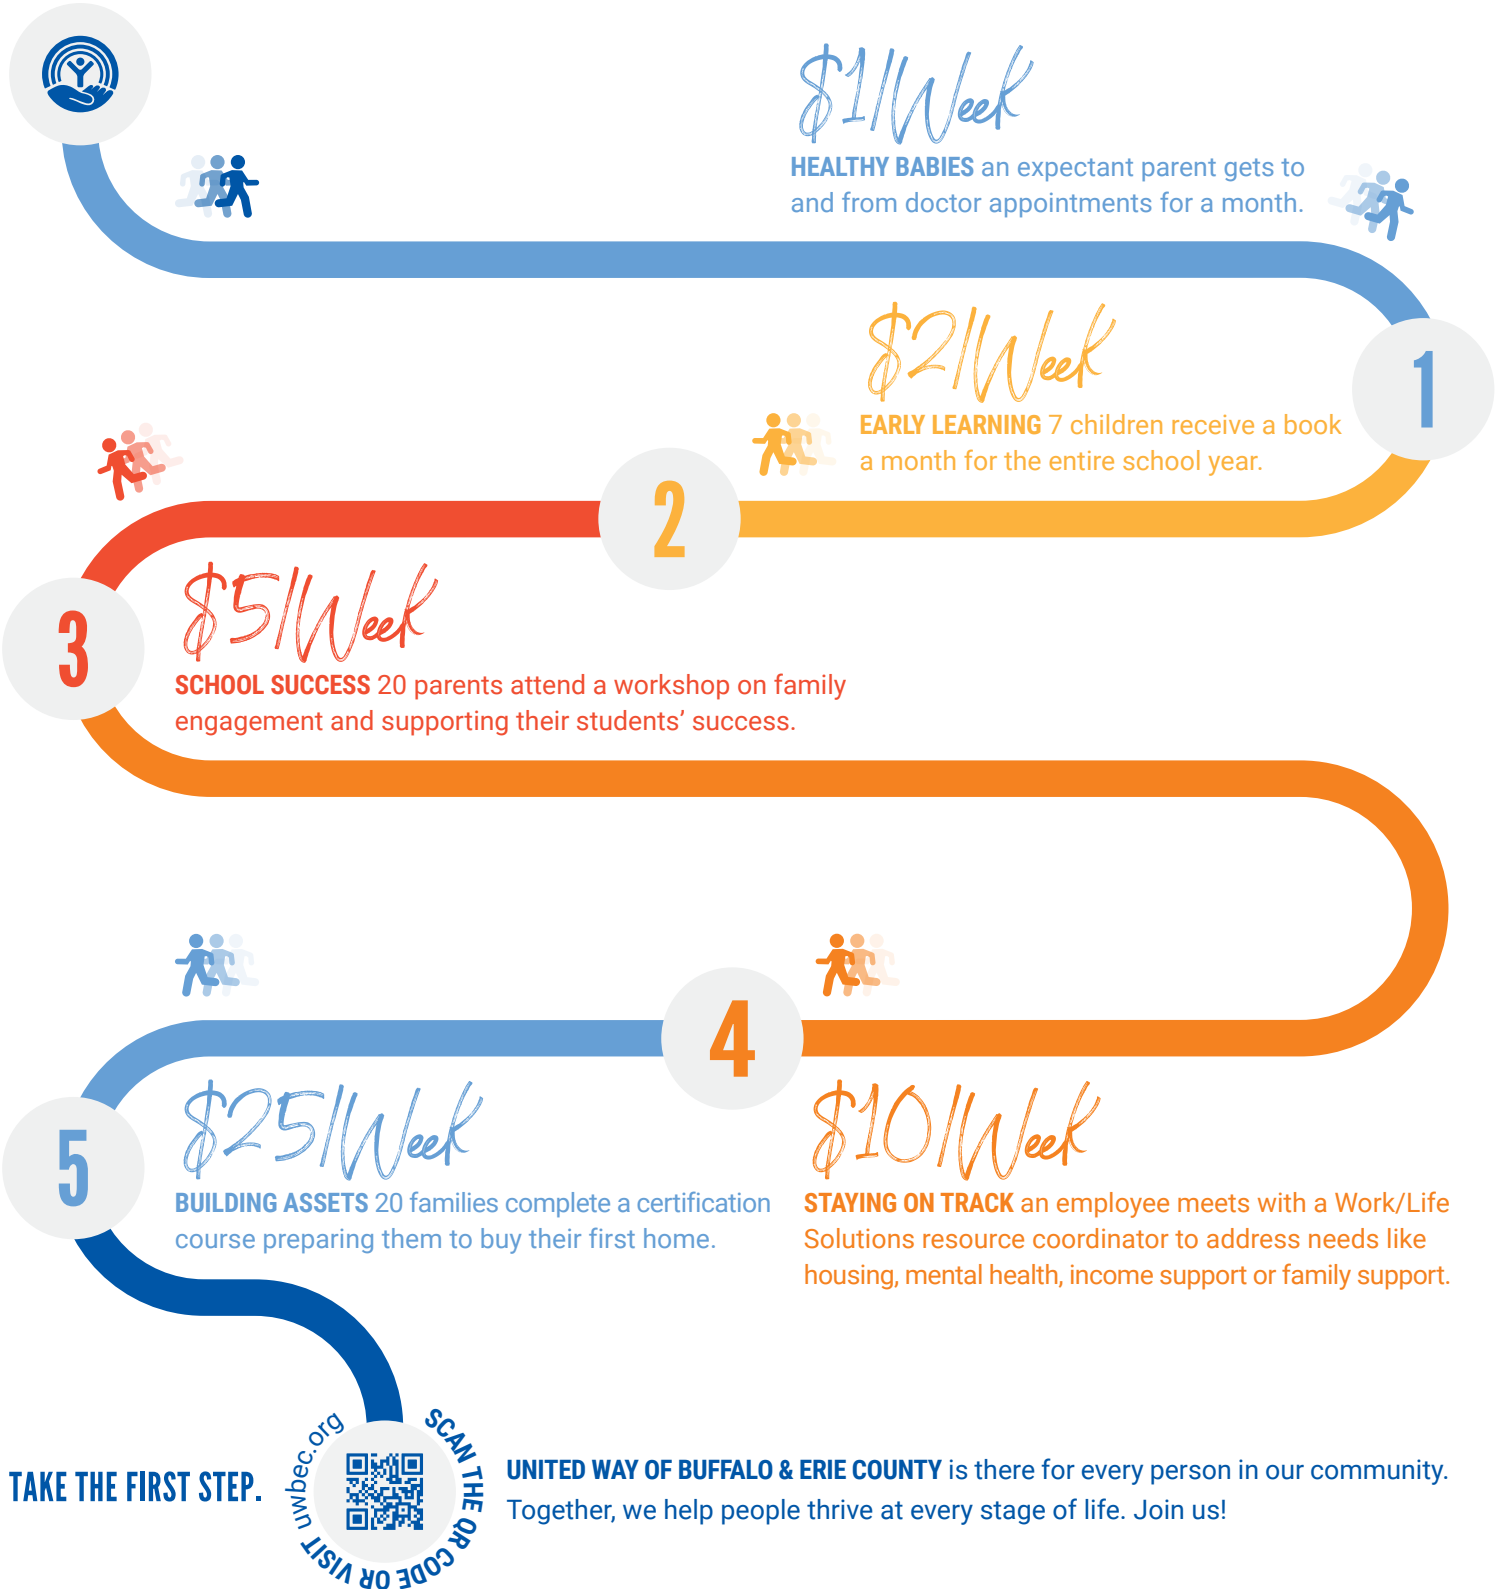 $1/Week
HEALTHY BABIES an expectant parent gets to
and from doctor appointments for a month.
1
$2/Week
EARLY LEARNING 7 children receive a book
a month for the entire school year.
2
3
$5/Week
SCHOOL SUCCESS 20 parents attend a workshop on family
engagement and supporting their students' success.
4
$10/Week
STAYING ON TRACK an employee meets with a Work/Life
Solutions resource coordinator to address needs like
housing, mental health, income support or family support.
5
$25/Week
BUILDING ASSETS 20 families complete a certification
course preparing them to buy their first home.
TAKE THE FIRST STEP.
SCAN THE QR CODE OR VISIT uwbec.org
UNITED WAY OF BUFFALO & ERIE COUNTY is there for every person in our community.
Together, we help people thrive at every stage of life. Join us!